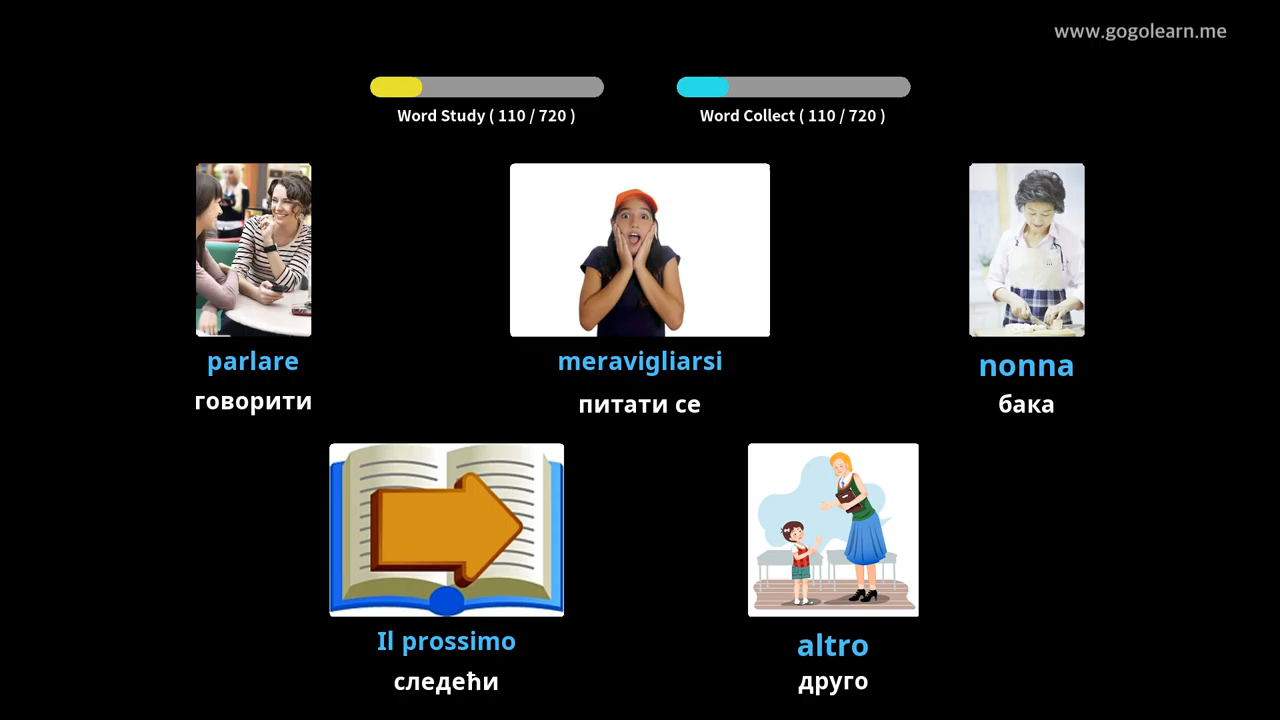 www.gogolearn.me
Word Study ( 110 / 720 )
Word Collect ( 110 / 720 )
parlare
говорити
meravigliarsi
питати се
nonna
бака
Il prossimo
следећи
altro
друго